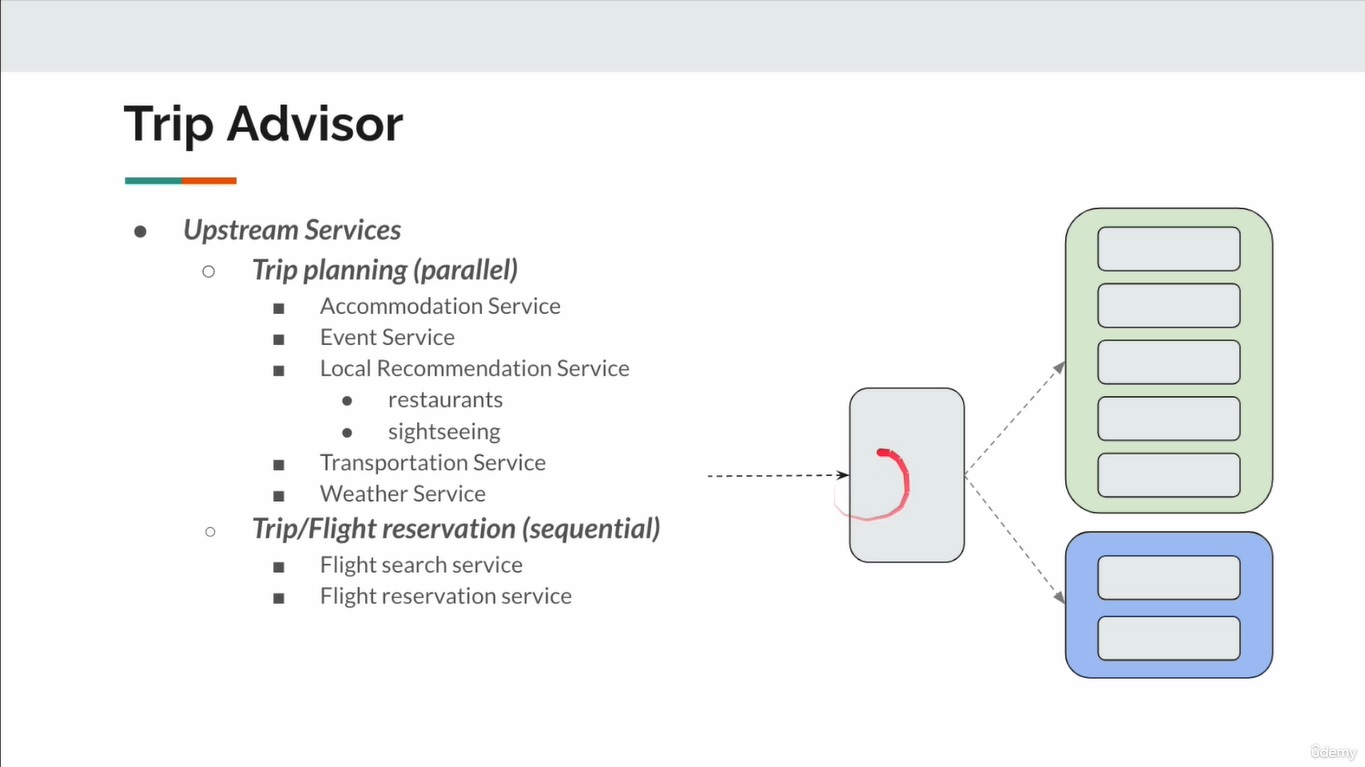 Trip Advisor
Upstream Services
Trip planning (parallel)
Accommodation Service
Event Service
Local Recommendation Service
restaurants
sightseeing
Transportation Service
Weather Service
Trip/Flight reservation (sequential)
Flight search service
Flight reservation service
ûdemy